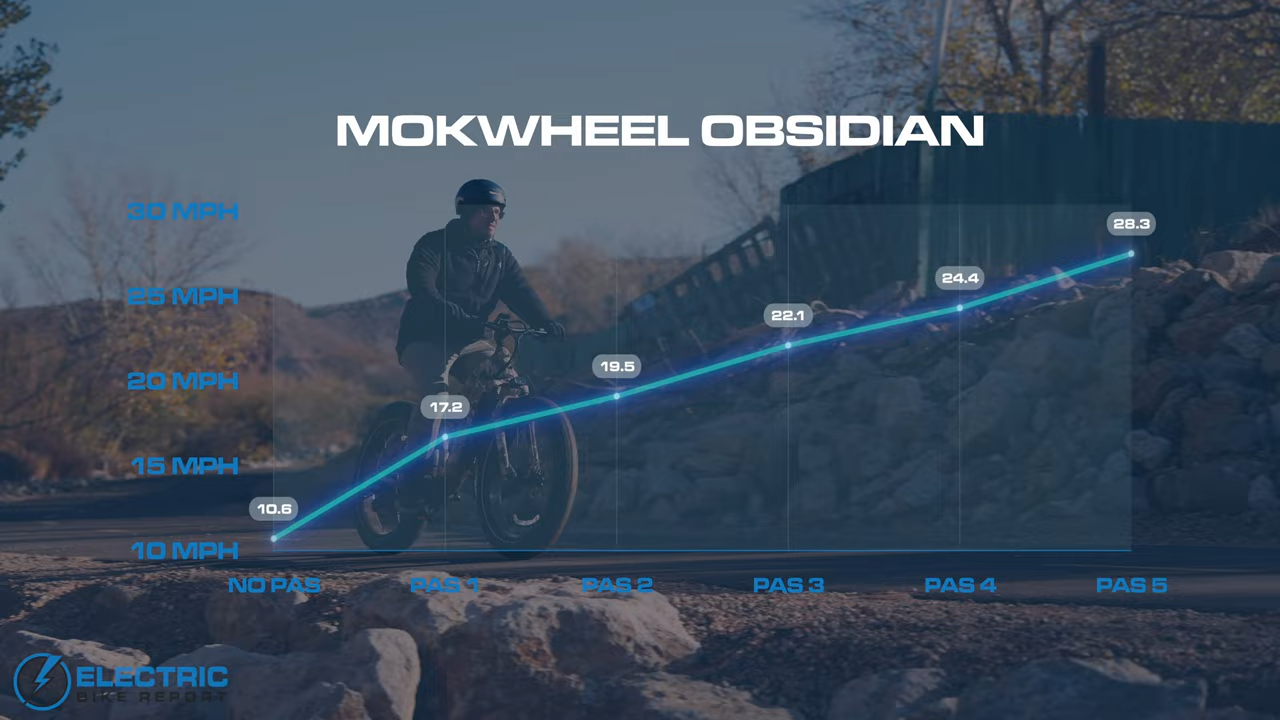 MOKWHEEL OBSIDIAN
30 MPH
28.3
25 MPH
24.4
22.1
20 MPH
19.5
17.2
15 MPH
10.6
10 MPH
NO PAS PAS 1 PAS 2 PAS 3 PAS 4 PAS 5
ELECTRIC
BIKE REPORT